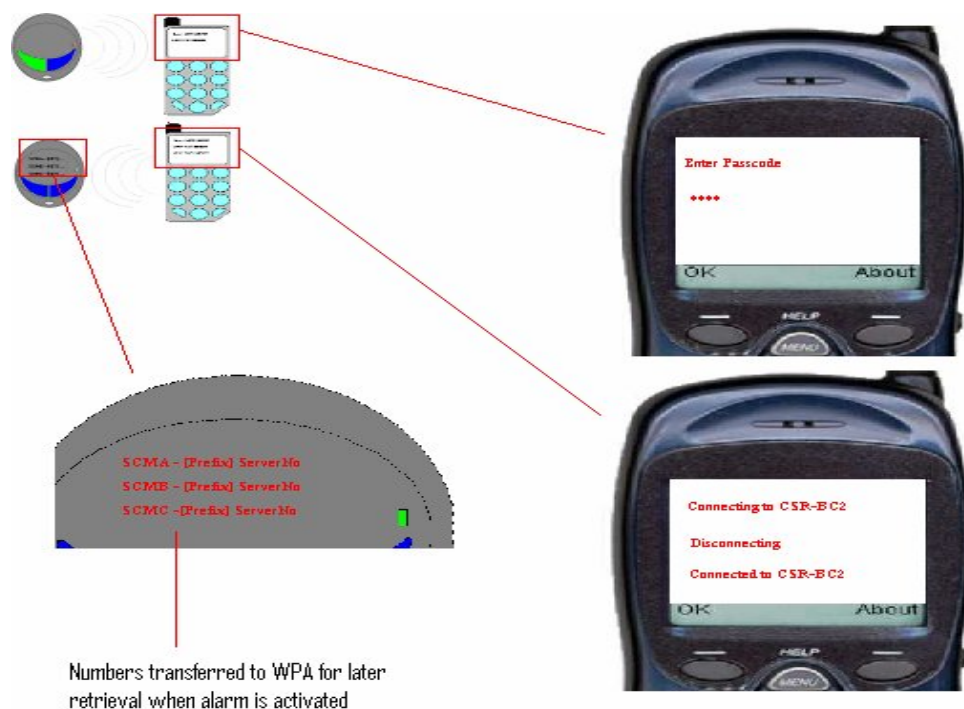 Enter Passcode
****
OK About
HELP
MENU
SCMA - [Prefix] ServerNo
SCMB - [Prefix] ServerNo
SCMC -[Prefix] ServerNo
Connecting to CSR-BC2
Disconnecting
Connected to CSR-BC2
OK About
HELP
MENU
Numbers transferred to WPA for later
retrieval when alarm is activated